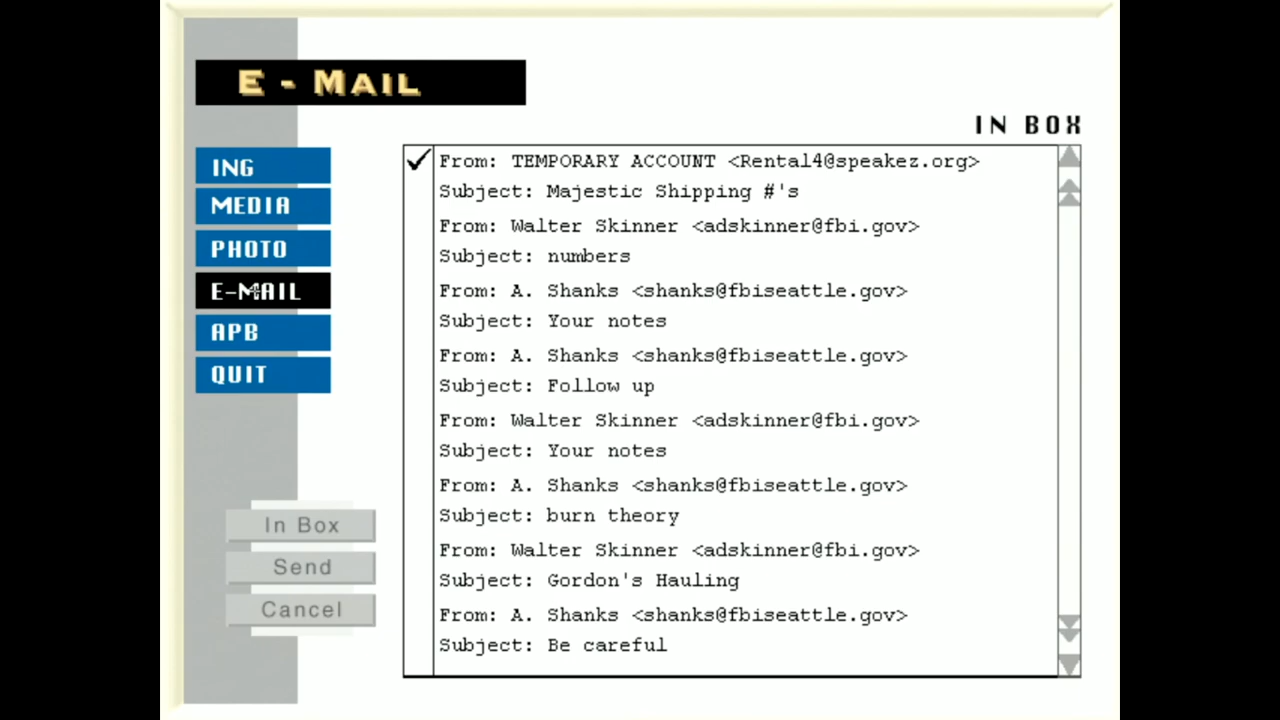 E - MAIL
IN BOX
ING
MEDIA
PHOTO
E-MAIL
APB
QUIT
In Box
Send
Cancel
From: TEMPORARY ACCOUNT <Rental4@speakez.org>
Subject: Majestic Shipping #'s
From: Walter Skinner <adskinner@fbi.gov>
Subject: numbers
From: A. Shanks <shanks@fbiseattle.gov>
Subject: Your notes
From: A. Shanks <shanks@fbiseattle.gov>
Subject: Follow up
From: Walter Skinner <adskinner@fbi.gov>
Subject: Your notes
From: A. Shanks <shanks@fbiseattle.gov>
Subject: burn theory
From: Walter Skinner <adskinner@fbi.gov>
Subject: Gordon's Hauling
From: A. Shanks <shanks@fbiseattle.gov>
Subject: Be careful